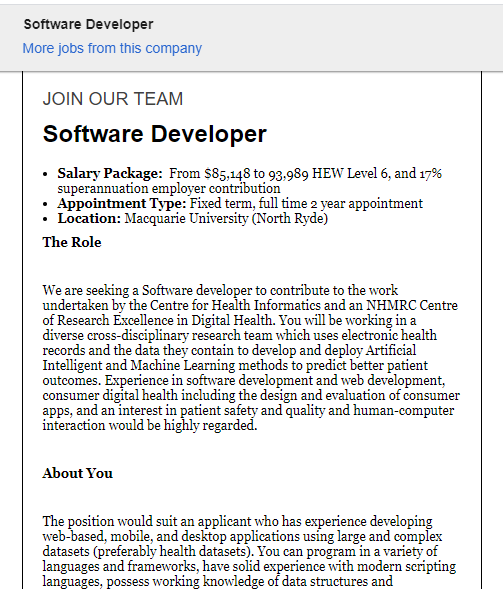 Software Developer
More jobs from this company
JOIN OUR TEAM
Software Developer
• Salary Package: From $85,148 to 93,989 HEW Level 6, and 17%
superannuation employer contribution
• Appointment Type: Fixed term, full time 2 year appointment
• Location: Macquarie University (North Ryde)
The Role
We are seeking a Software developer to contribute to the work
undertaken by the Centre for Health Informatics and an NHMRC Centre
of Research Excellence in Digital Health. You will be working in a
diverse cross-disciplinary research team which uses electronic health
records and the data they contain to develop and deploy Artificial
Intelligent and Machine Learning methods to predict better patient
outcomes. Experience in software development and web development,
consumer digital health including the design and evaluation of consumer
apps, and an interest in patient safety and quality and human-computer
interaction would be highly regarded.
About You
The position would suit an applicant who has experience developing
web-based, mobile, and desktop applications using large and complex
datasets (preferably health datasets). You can program in a variety of
languages and frameworks, have solid experience with modern scripting
languages, possess working knowledge of data structures and